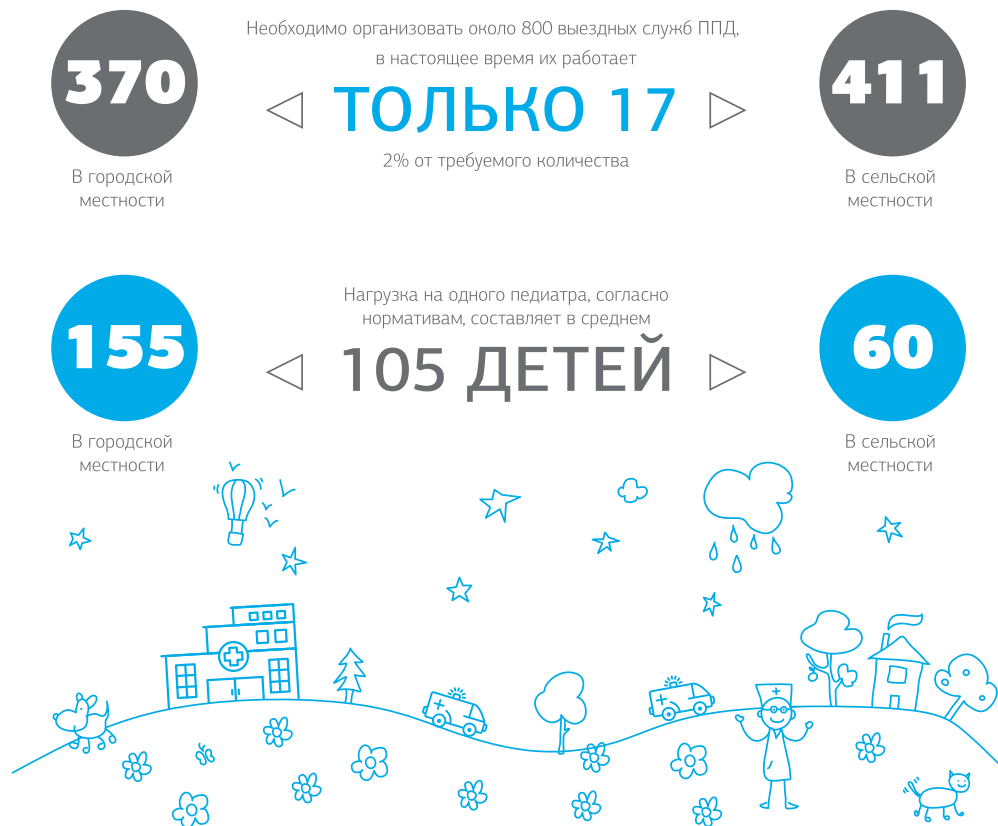 370
В городской
местности
Необходимо организовать около 800 выездных служб ППД,
в настоящее время их работает
ТОЛЬКО 17
2% от требуемого количества
411
В сельской
местности
155
В городской
местности
Нагрузка на одного педиатра, согласно
нормативам, составляет в среднем
105 ДЕТЕЙ
60
В сельской
местности